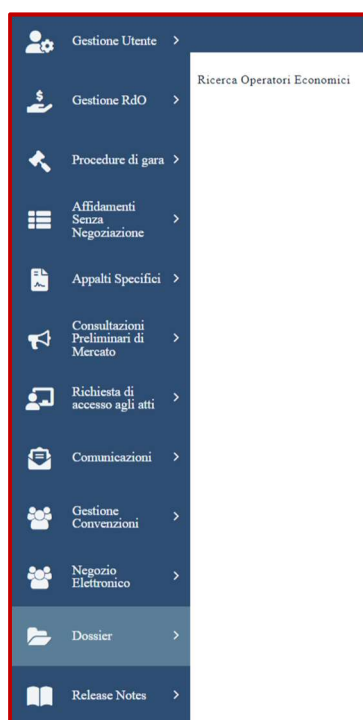 Gestione Utente
Ricerca Operatori Economici
Gestione RdO
Procedure di gara
Affidamenti
Senza
Negoziazione
Appalti Specifici
Consultazioni
Preliminari di
Mercato
Richiesta di
accesso agli atti
Comunicazioni
Gestione
Convenzioni
Negozio
Elettronico
Dossier
Release Notes